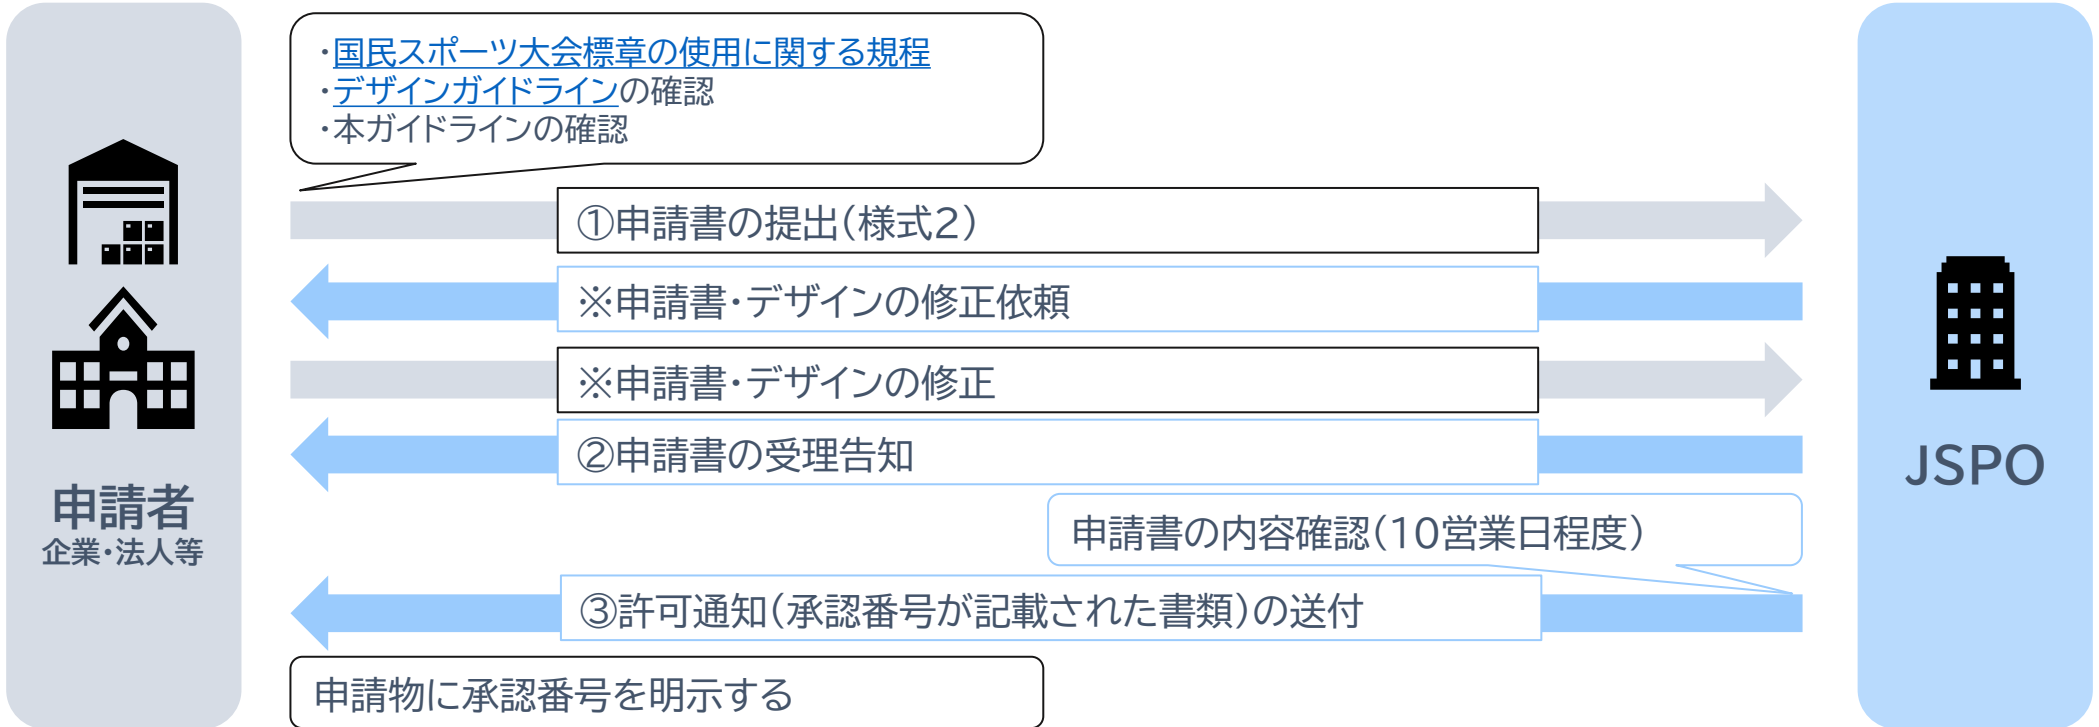 ・国民スポーツ大会標章の使用に関する規程
・デザインガイドラインの確認
・本ガイドラインの確認
①申請書の提出(様式2)
※申請書・デザインの修正依頼
※申請書・デザインの修正
②申請書の受理告知
申請書の内容確認(10営業日程度)
③許可通知(承認番号が記載された書類)の送付
申請物に承認番号を明示する
申請者
企業・法人等
JSPO